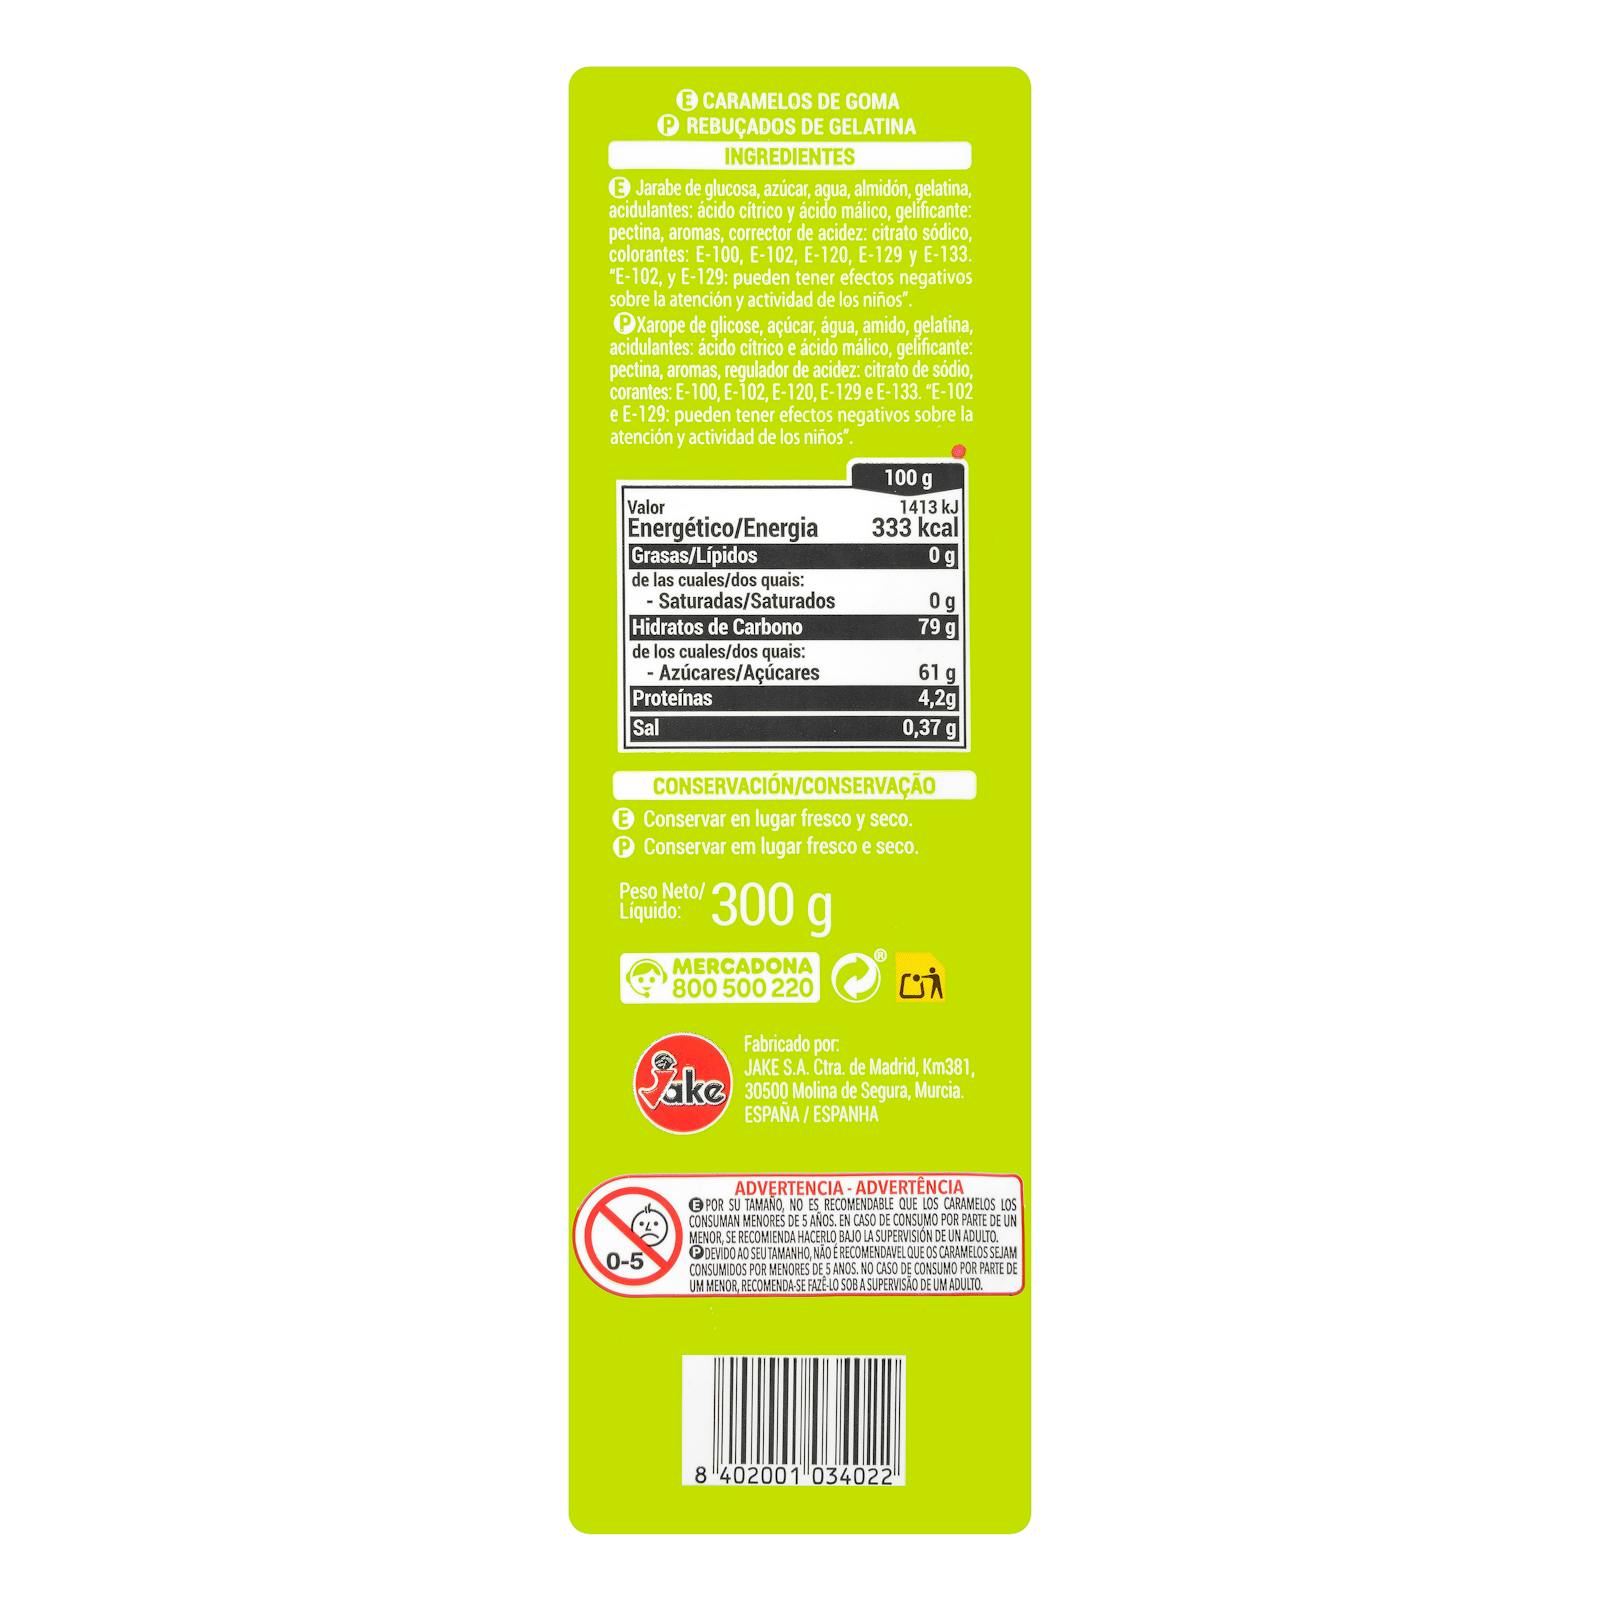 E CARAMELOS DE GOMA
P REBUÇADOS DE GELATINA
INGREDIENTES
E Jarabe de glucosa, azúcar, agua, almidón, gelatina,
acidulantes: ácido cítrico y ácido málico, gelificante:
pectina, aromas, corrector de acidez: citrato sódico,
colorantes: E-100, E-102, E-120, E-129 y E-133.
"E-102, y E-129: pueden tener efectos negativos
sobre la atención y actividad de los niños".
P Xarope de glicose, açúcar, água, amido, gelatina,
acidulantes: ácido cítrico e ácido málico, gelificante:
pectina, aromas, regulador de acidez: citrato de sódio,
corantes: E-100, E-102, E-120, E-129 e E-133. "E-102
e E-129: pueden tener efectos negativos sobre la
atención y actividad de los niños".
100 g
Valor 1413 kJ
Energético/Energia 333 kcal
Grasas/Lípidos 0 g
de las cuales/dos quais:
- Saturadas/Saturados 0 g
Hidratos de Carbono 79 g
de los cuales/dos quais:
- Azúcares/Açúcares 61 g
Proteínas 4,2g
Sal 0,37 g
CONSERVACIÓN/CONSERVAÇÃO
E Conservar en lugar fresco y seco.
P Conservar em lugar fresco e seco.
Peso Neto/
Líquido: 300 g
MERCADONA
800 500 220
®
Jake
Fabricado por:
JAKE S.A. Ctra. de Madrid, Km381,
30500 Molina de Segura, Murcia.
ESPAÑA / ESPANHA
0-5
ADVERTENCIA - ADVERTÊNCIA
E POR SU TAMAÑO, NO ES RECOMENDABLE QUE LOS CARAMELOS LOS
CONSUMAN MENORES DE 5 AÑOS. EN CASO DE CONSUMO POR PARTE DE UN
MENOR, SE RECOMIENDA HACERLO BAJO LA SUPERVISIÓN DE UN ADULTO.
P DEVIDO AO SEU TAMANHO, NÃO É RECOMENDAVEL QUE OS CARAMELOS SEJAM
CONSUMIDOS POR MENORES DE 5 ANOS. NO CASO DE CONSUMO POR PARTE DE
UM MENOR, RECOMENDA-SE FAZÊ-LO SOB A SUPERVISÃO DE UM ADULTO.
8 402001 034022